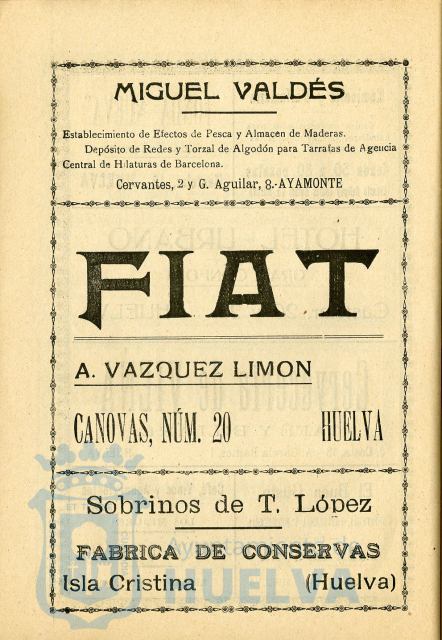 MIGUEL VALDÉS
Establecimiento de Efectos de Pesca y Almacen de Maderas.
Depósito de Redes y Torzal de Algodón para Tarrafas de Agencia
Central de Hilaturas de Barcelona.
Cervantes, 2 y G. Aguilar, 8.-AYAMONTE
FIAT
A. VAZQUEZ LIMON
CANOVAS, NÚM. 20 HUELVA
Sobrinos de T. López
FABRICA DE CONSERVAS
Isla Cristina (Huelva)
Ayuntamiento de
HUELVA